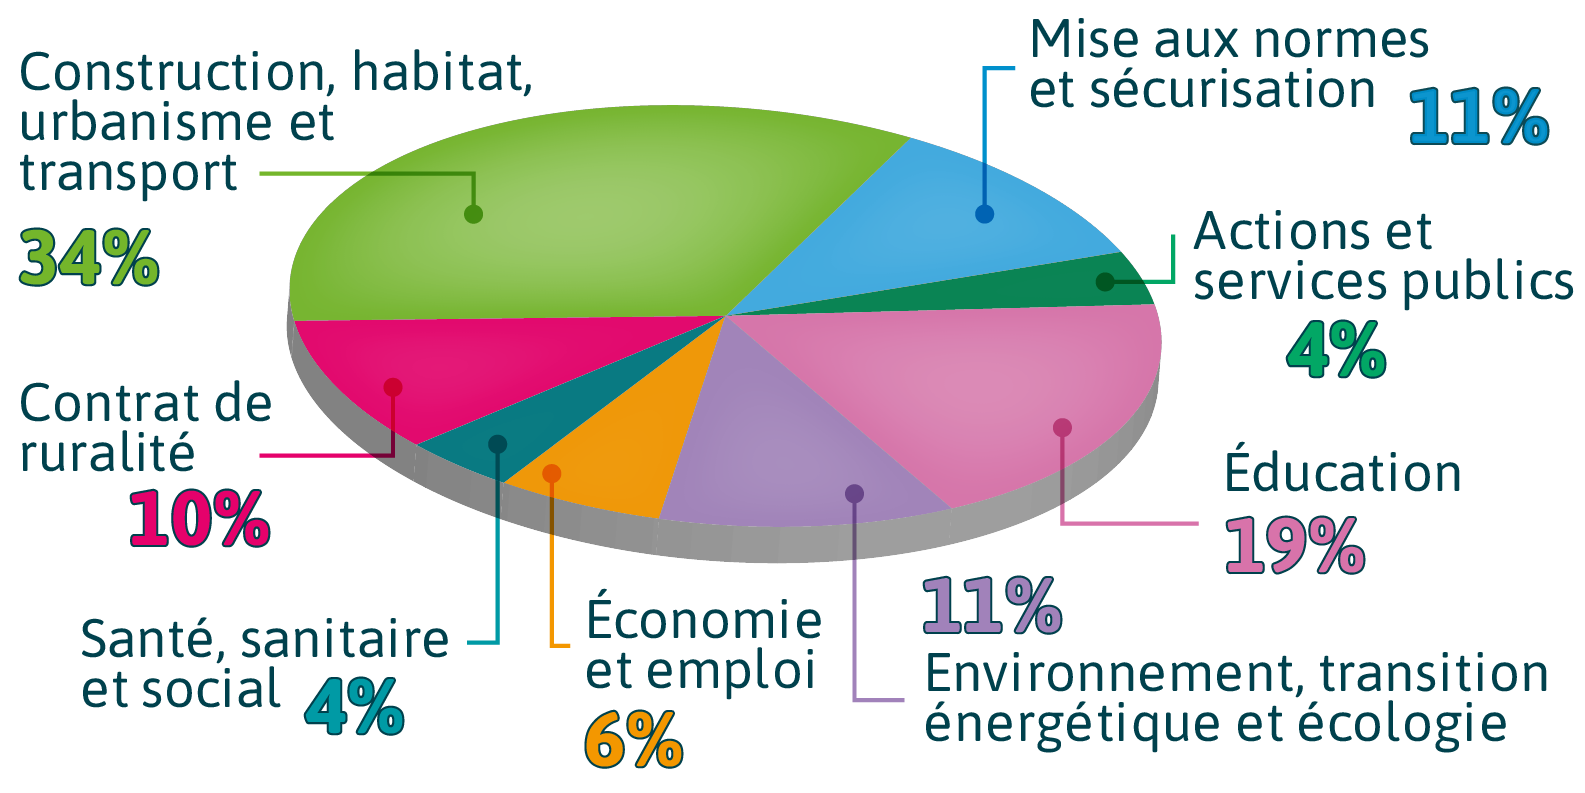 Construction, habitat,
urbanisme et
transport
34%
Mise aux normes
et sécurisation
11%
Actions et
services publics
4%
Contrat de
ruralité
10%
Éducation
19%
Santé, sanitaire
et social
4%
Économie
et emploi
6%
11%
Environnement, transition
énergétique et écologie